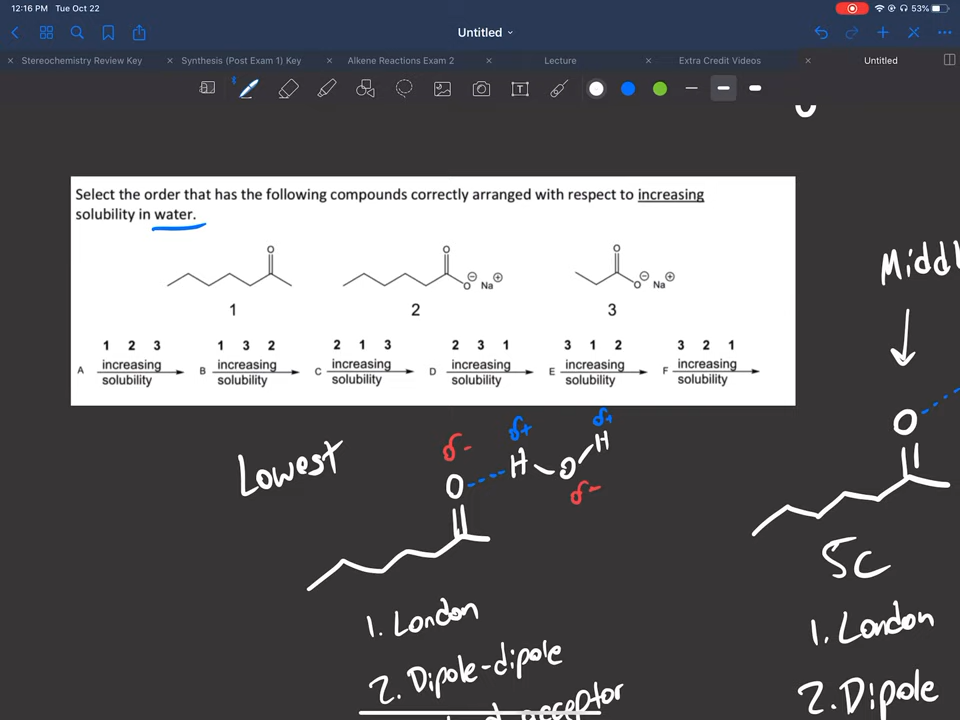 12:16 PM Tue Oct 22
53%
Untitled
Stereochemistry Review Key
Synthesis (Post Exam 1) Key
Alkene Reactions Exam 2
Lecture
Extra Credit Videos
Untitled
Select the order that has the following compounds correctly arranged with respect to increasing
solubility in water.
O
O
O
O ⊖ Na ⊕
O ⊖ Na ⊕
1
2
3
1 2 3
1 3 2
2 1 3
2 3 1
3 1 2
3 2 1
A increasing
solubility
B increasing
solubility
C increasing
solubility
D increasing
solubility
E increasing
solubility
F increasing
solubility
Lowest
δ-
δ+
δ+
O
H
O
H
δ-
1. London
2. Dipole-dipole
acceptor
O
5C
1. London
2. Dipole